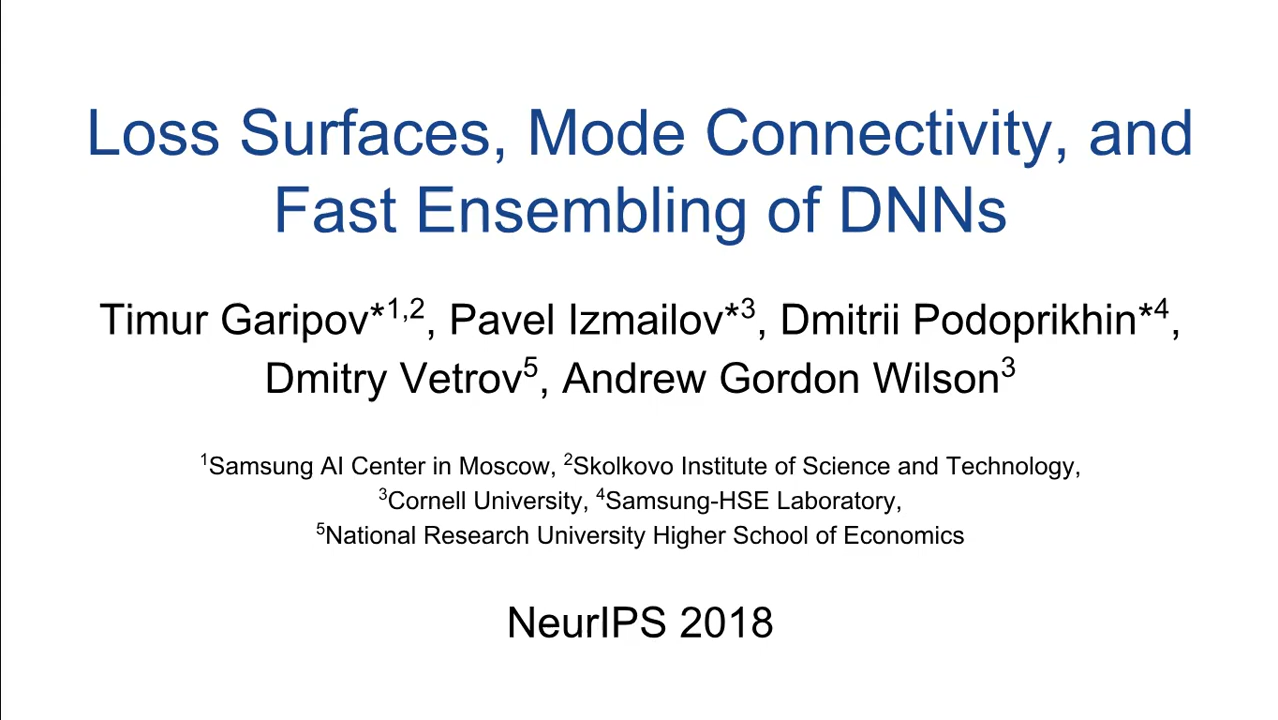 Loss Surfaces, Mode Connectivity, and
Fast Ensembling of DNNs
Timur Garipov*1,2, Pavel Izmailov*3, Dmitrii Podoprikhin*4,
Dmitry Vetrov5, Andrew Gordon Wilson3
1Samsung AI Center in Moscow, 2Skolkovo Institute of Science and Technology,
3Cornell University, 4Samsung-HSE Laboratory,
5National Research University Higher School of Economics
NeurIPS 2018